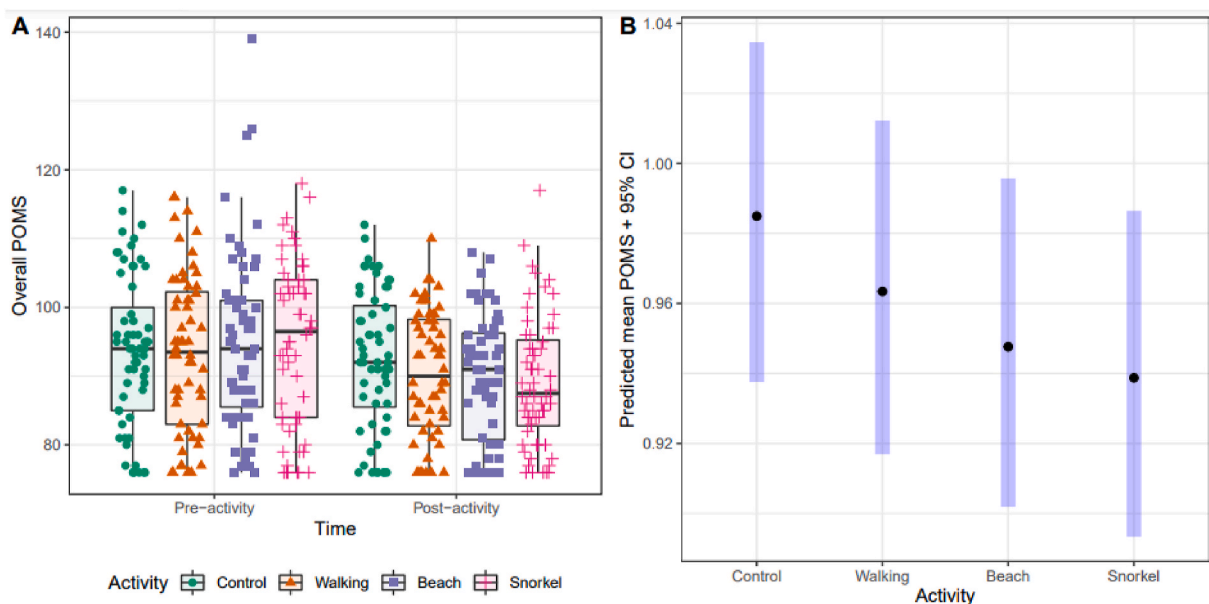 A
Overall POMS
140
120
100
80
Pre-activity
Post-activity
Time
Activity Control Walking Beach Snorkel
B
Predicted mean POMS + 95% CI
1.04
1.00
0.96
0.92
Control
Walking
Beach
Snorkel
Activity